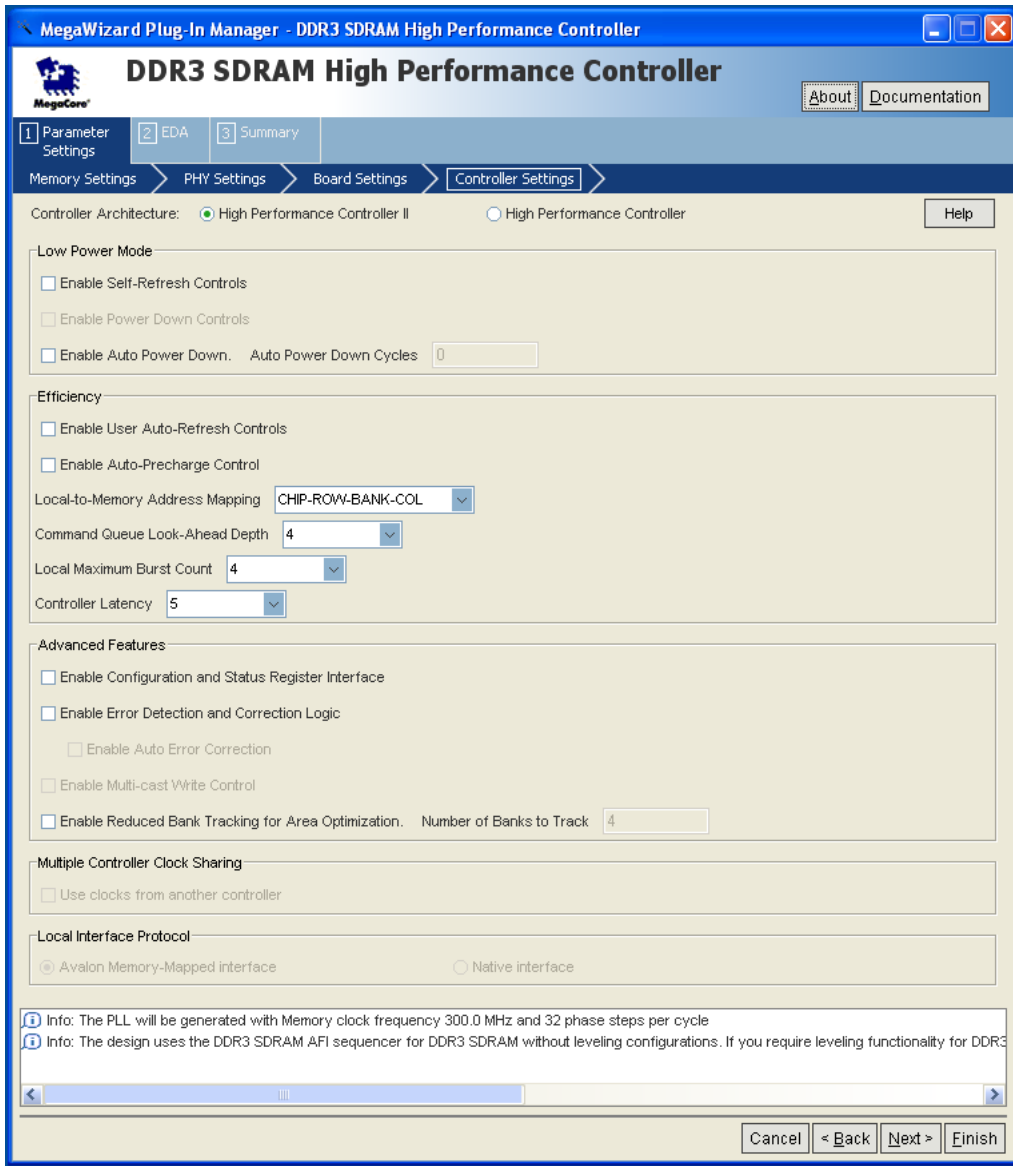 MegaWizard Plug-In Manager - DDR3 SDRAM High Performance Controller
DDR3 SDRAM High Performance Controller
MegaCore®
About Documentation
1 Parameter Settings 2 EDA 3 Summary
Memory Settings PHY Settings Board Settings Controller Settings
Controller Architecture: High Performance Controller II High Performance Controller Help
Low Power Mode
Enable Self-Refresh Controls
Enable Power Down Controls
Enable Auto Power Down. Auto Power Down Cycles 0
Efficiency
Enable User Auto-Refresh Controls
Enable Auto-Precharge Control
Local-to-Memory Address Mapping CHIP-ROW-BANK-COL
Command Queue Look-Ahead Depth 4
Local Maximum Burst Count 4
Controller Latency 5
Advanced Features
Enable Configuration and Status Register Interface
Enable Error Detection and Correction Logic
Enable Auto Error Correction
Enable Multi-cast Write Control
Enable Reduced Bank Tracking for Area Optimization. Number of Banks to Track 4
Multiple Controller Clock Sharing
Use clocks from another controller
Local Interface Protocol
Avalon Memory-Mapped interface Native interface
Info: The PLL will be generated with Memory clock frequency 300.0 MHz and 32 phase steps per cycle
Info: The design uses the DDR3 SDRAM AFI sequencer for DDR3 SDRAM without leveling configurations. If you require leveling functionality for DDR3
Cancel < Back Next > Finish